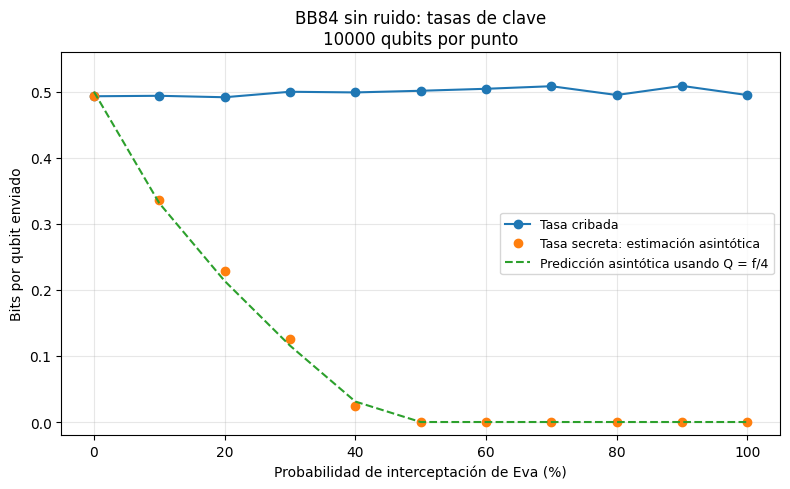 BB84 sin ruido: tasas de clave
10000 qubits por punto
Bits por qubit enviado
0.5
0.4
0.3
0.2
0.1
0.0
Tasa cribada
Tasa secreta: estimación asintótica
Predicción asintótica usando Q = f/4
0 20 40 60 80 100
Probabilidad de interceptación de Eva (%)